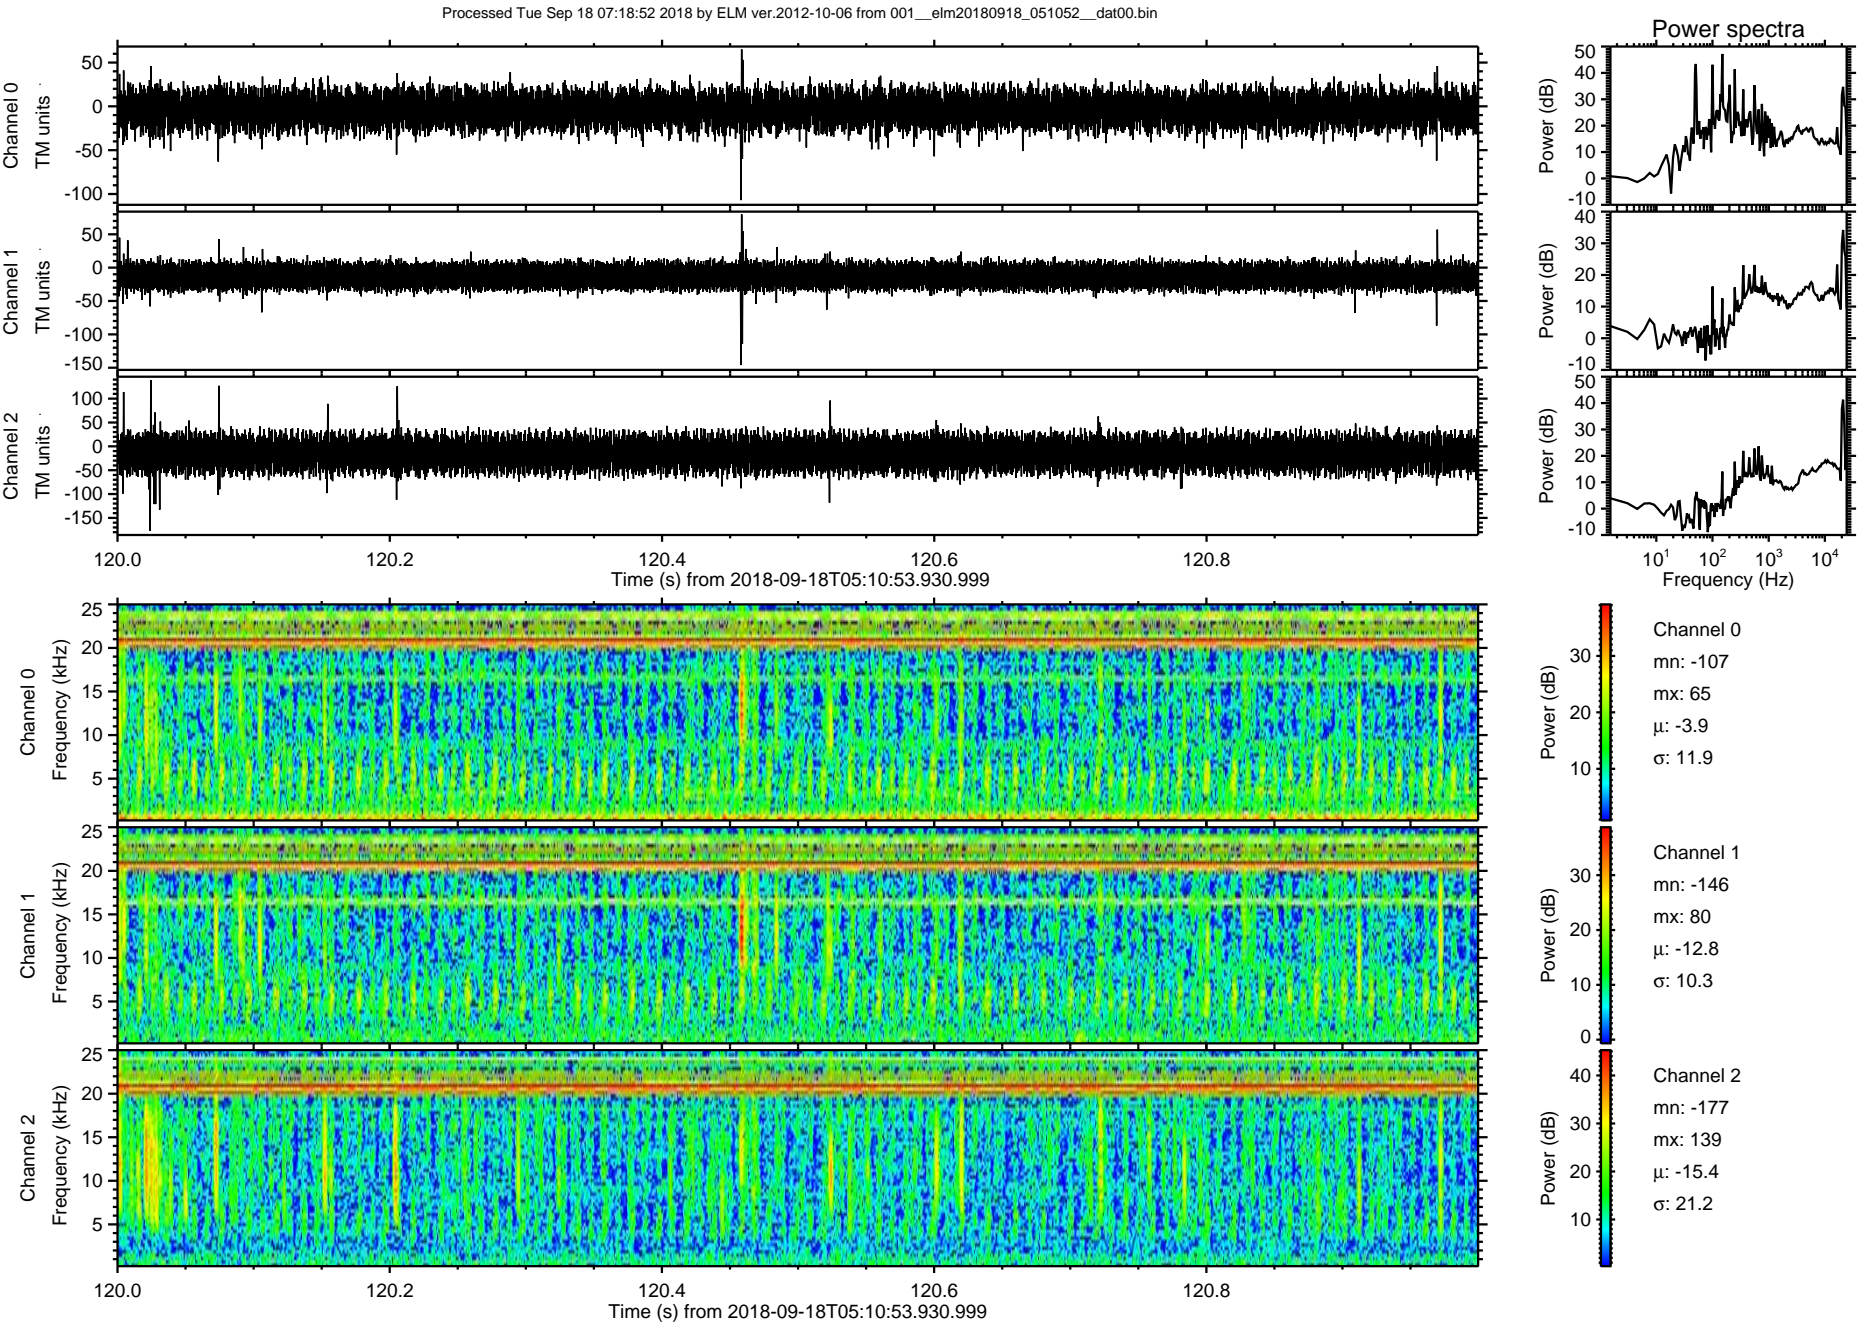 Processed Tue Sep 18 07:18:52 2018 by ELM ver.2012-10-06 from 001__elm20180918_051052__dat00.bin
Power spectra
Channel 0
TM units
50
0
-50
-100
Power (dB)
50
40
30
20
10
0
-10
Channel 1
TM units
50
0
-50
-100
-150
Power (dB)
40
30
20
10
0
-10
Channel 2
TM units
100
50
0
-50
-100
-150
Power (dB)
50
40
30
20
10
0
-10
120.0 120.2 120.4 120.6 120.8
Time (s) from 2018-09-18T05:10:53.930.999
10¹ 10² 10³ 10⁴
Frequency (Hz)
Channel 0
Frequency (kHz)
25
20
15
10
5
Power (dB)
30
20
10
Channel 0
mn: -107
mx: 65
μ: -3.9
σ: 11.9
Channel 1
Frequency (kHz)
25
20
15
10
5
Power (dB)
30
20
10
0
Channel 1
mn: -146
mx: 80
μ: -12.8
σ: 10.3
Channel 2
Frequency (kHz)
25
20
15
10
5
Power (dB)
40
30
20
10
Channel 2
mn: -177
mx: 139
μ: -15.4
σ: 21.2
120.0 120.2 120.4 120.6 120.8
Time (s) from 2018-09-18T05:10:53.930.999